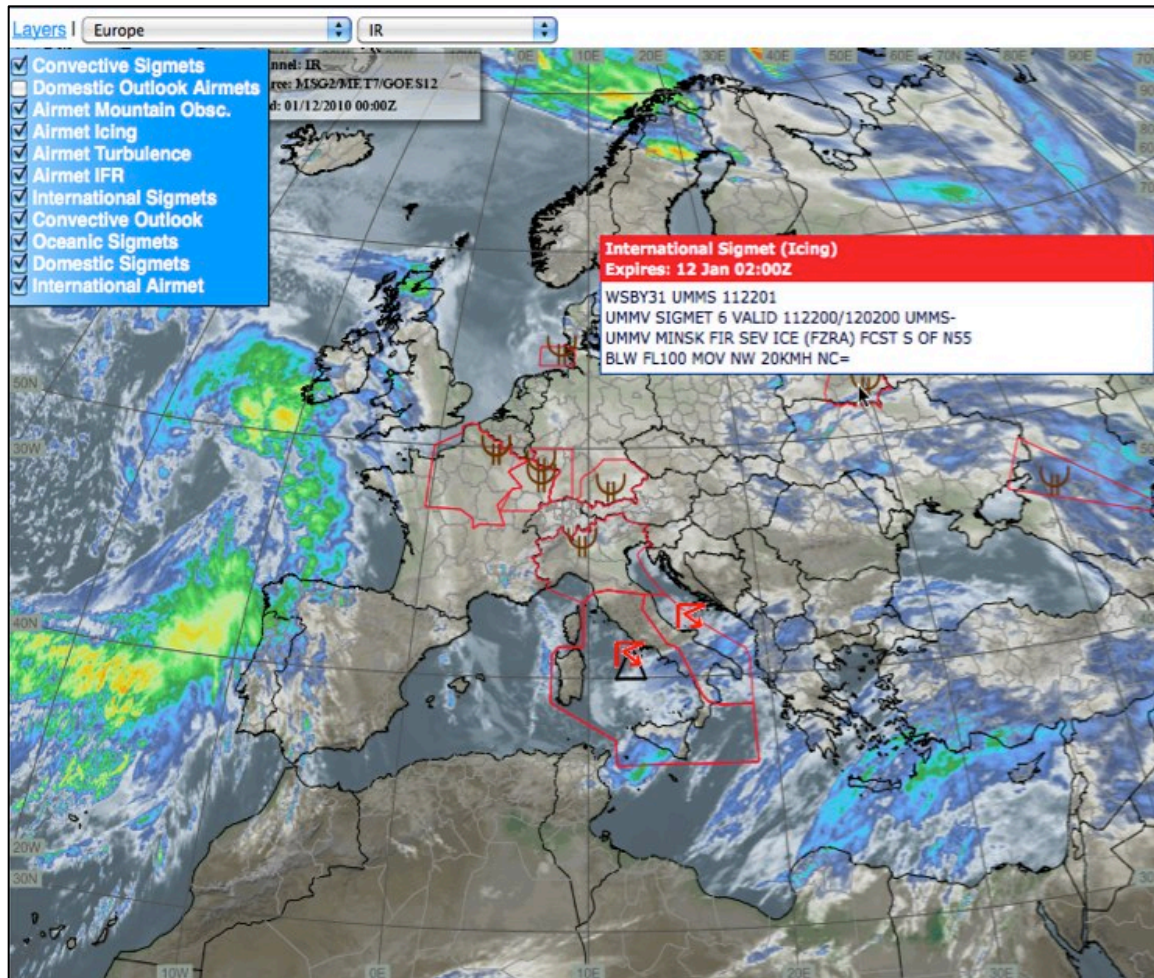 Layers | Europe IR
Convective Sigmets
Domestic Outlook Airmets
Airmet Mountain Obsc.
Airmet Icing
Airmet Turbulence
Airmet IFR
International Sigmets
Convective Outlook
Oceanic Sigmets
Domestic Sigmets
International Airmet
nnel: IR
rce: MSG2/MET7/GOES12
d: 01/12/2010 00:00Z
0E 10E 20E 30E 40E 50E 60E 70E 80E 90E 70N
International Sigmet (Icing)
Expires: 12 Jan 02:00Z
WSBY31 UMMS 112201
UMMV SIGMET 6 VALID 112200/120200 UMMS-
UMMV MINSK FIR SEV ICE (FZRA) FCST S OF N55
BLW FL100 MOV NW 20KMH NC=
50N
30W
40N
20W
30N
10W 0E 10E 20E 30E